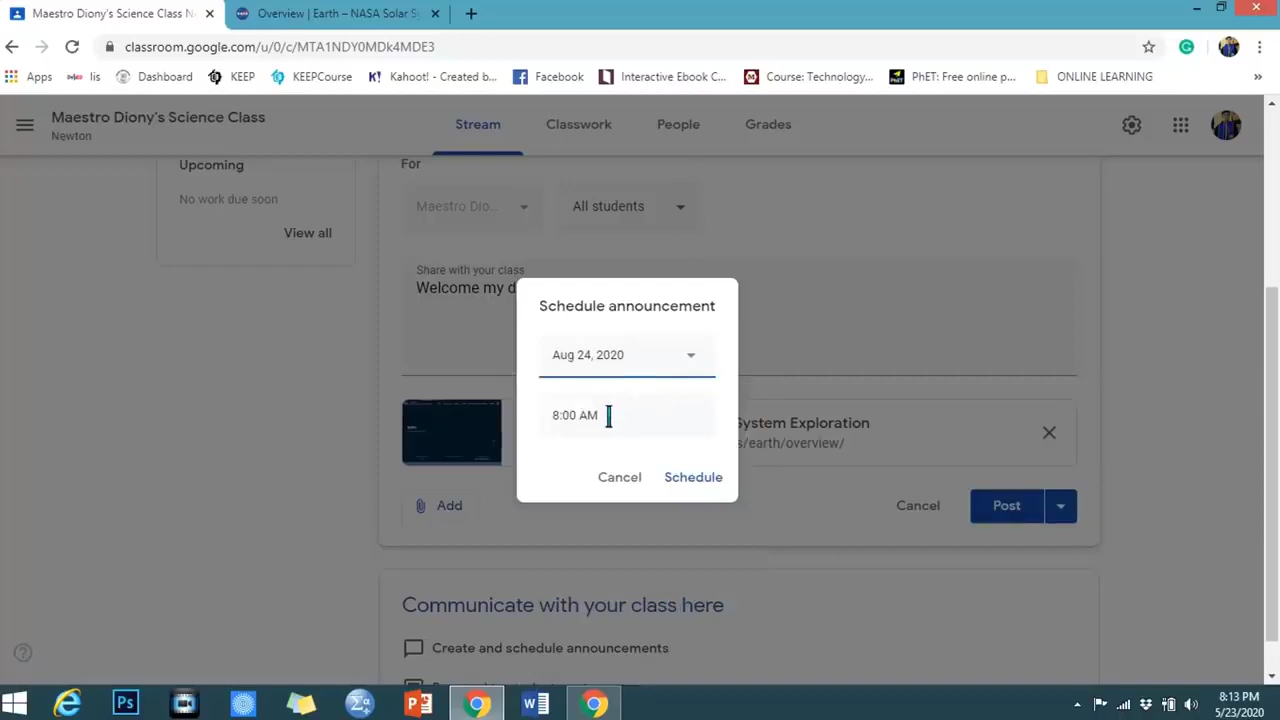 Maestro Diony's Science Class N
Overview | Earth – NASA Solar Sy
classroom.google.com/u/0/c/MTA1NDY0MDk4MDE3
Apps
lis
Dashboard
KEEP
KEEPCourse
Kahoot! - Created b...
Facebook
Interactive Ebook C...
Course: Technology...
PhET: Free online p...
ONLINE LEARNING
Maestro Diony's Science Class
Newton
Stream
Classwork
People
Grades
Upcoming
No work due soon
View all
For
Maestro Dio...
All students
Share with your class
Welcome my d
Schedule announcement
Aug 24, 2020
8:00 AM
Cancel
Schedule
System Exploration
s/earth/overview/
Add
Cancel
Post
Communicate with your class here
Create and schedule announcements
8:13 PM
5/23/2020